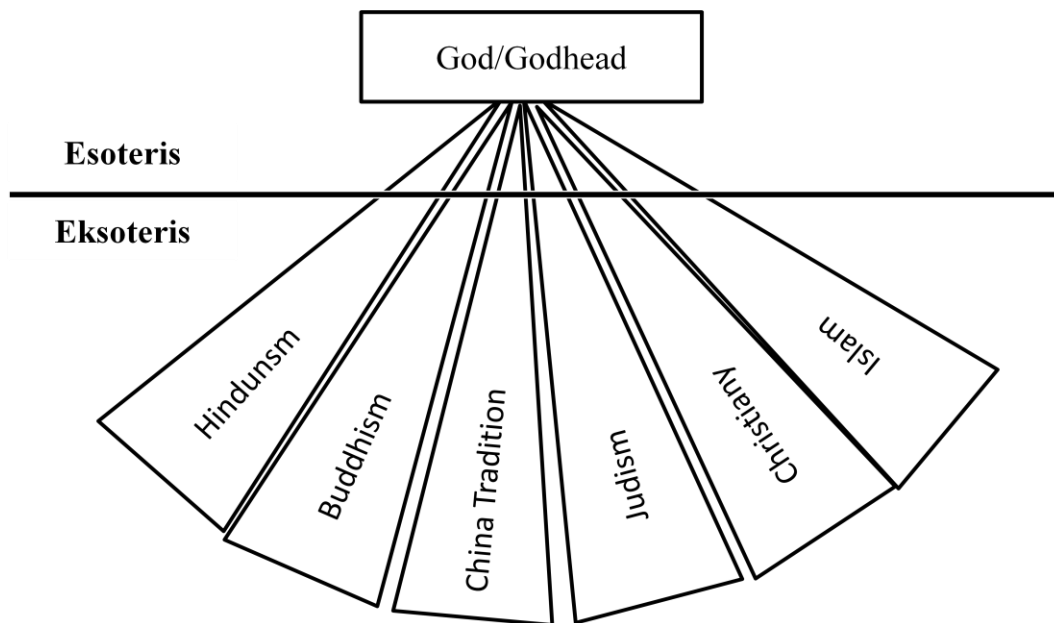 God/Godhead
Esoteris
Eksoteris
Hindunsm
Buddhism
China Tradition
Judism
Christiany
Islam